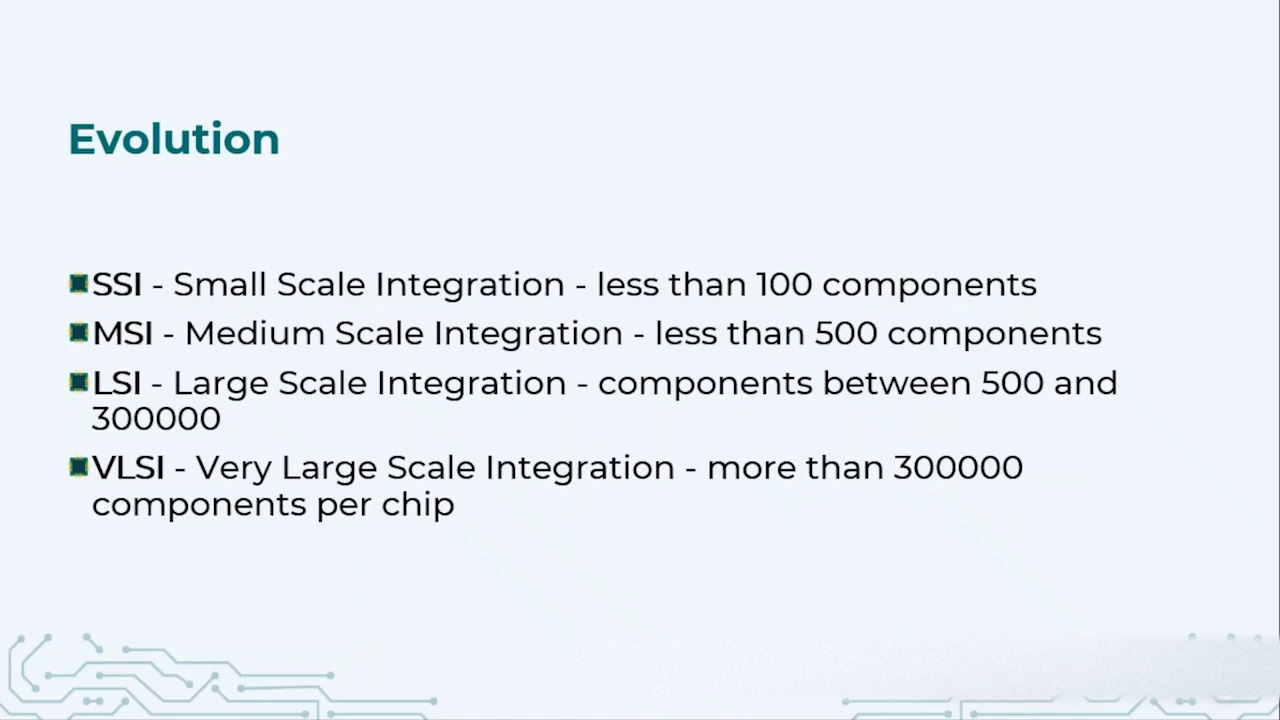 Evolution
SSI - Small Scale Integration - less than 100 components
MSI - Medium Scale Integration - less than 500 components
LSI - Large Scale Integration - components between 500 and
300000
VLSI - Very Large Scale Integration - more than 300000
components per chip